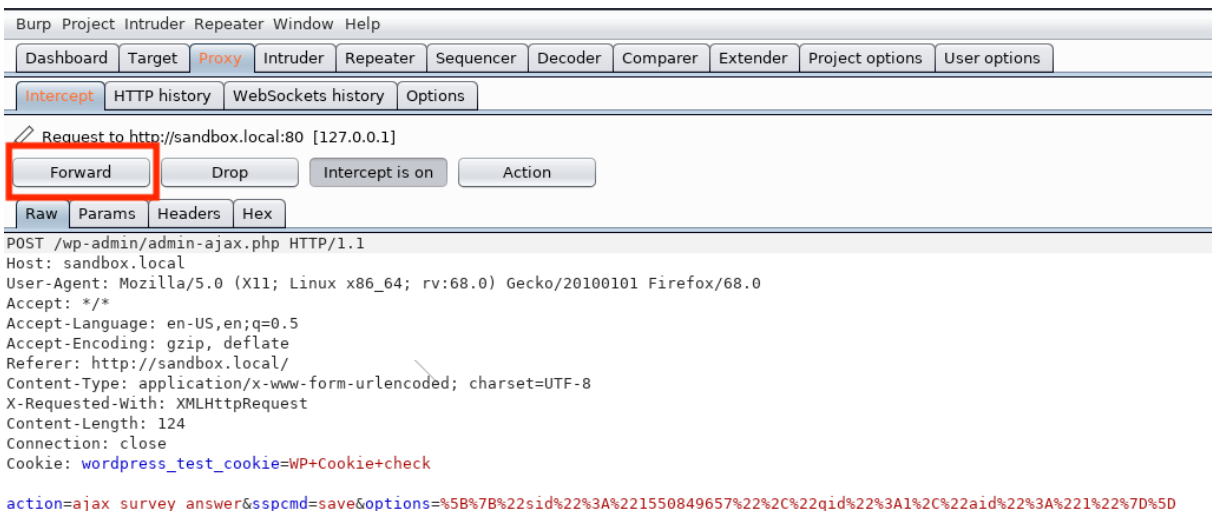 Burp Project Intruder Repeater Window Help
Dashboard Target Proxy Intruder Repeater Sequencer Decoder Comparer Extender Project options User options
Intercept HTTP history WebSockets history Options
Request to http://sandbox.local:80 [127.0.0.1]
Forward Drop Intercept is on Action
Raw Params Headers Hex
POST /wp-admin/admin-ajax.php HTTP/1.1
Host: sandbox.local
User-Agent: Mozilla/5.0 (X11; Linux x86_64; rv:68.0) Gecko/20100101 Firefox/68.0
Accept: */*
Accept-Language: en-US,en;q=0.5
Accept-Encoding: gzip, deflate
Referer: http://sandbox.local/
Content-Type: application/x-www-form-urlencoded; charset=UTF-8
X-Requested-With: XMLHttpRequest
Content-Length: 124
Connection: close
Cookie: wordpress_test_cookie=WP+Cookie+check
action=ajax_survey_answer&sspcmd=save&options=%5B%7B%22sid%22%3A%221550849657%22%2C%22qid%22%3A1%2C%22aid%22%3A%221%22%7D%5D